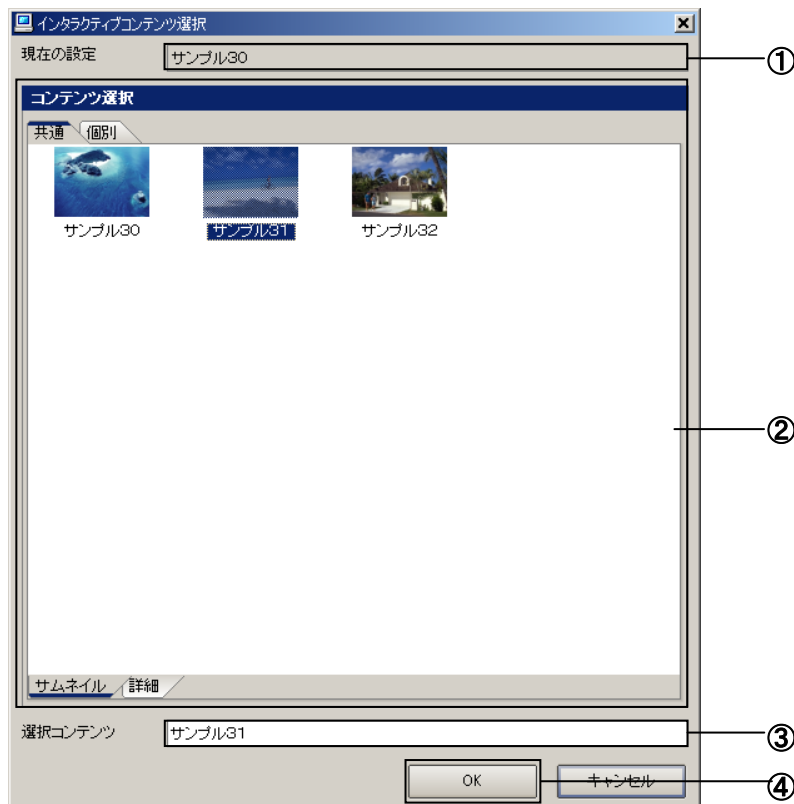 インタラクティブコンテンツ選択
現在の設定 サンプル30 ①
コンテンツ選択
共通 個別
サンプル30 サンプル31 サンプル32
②
サムネイル 詳細
選択コンテンツ サンプル31 ③
OK キャンセル ④